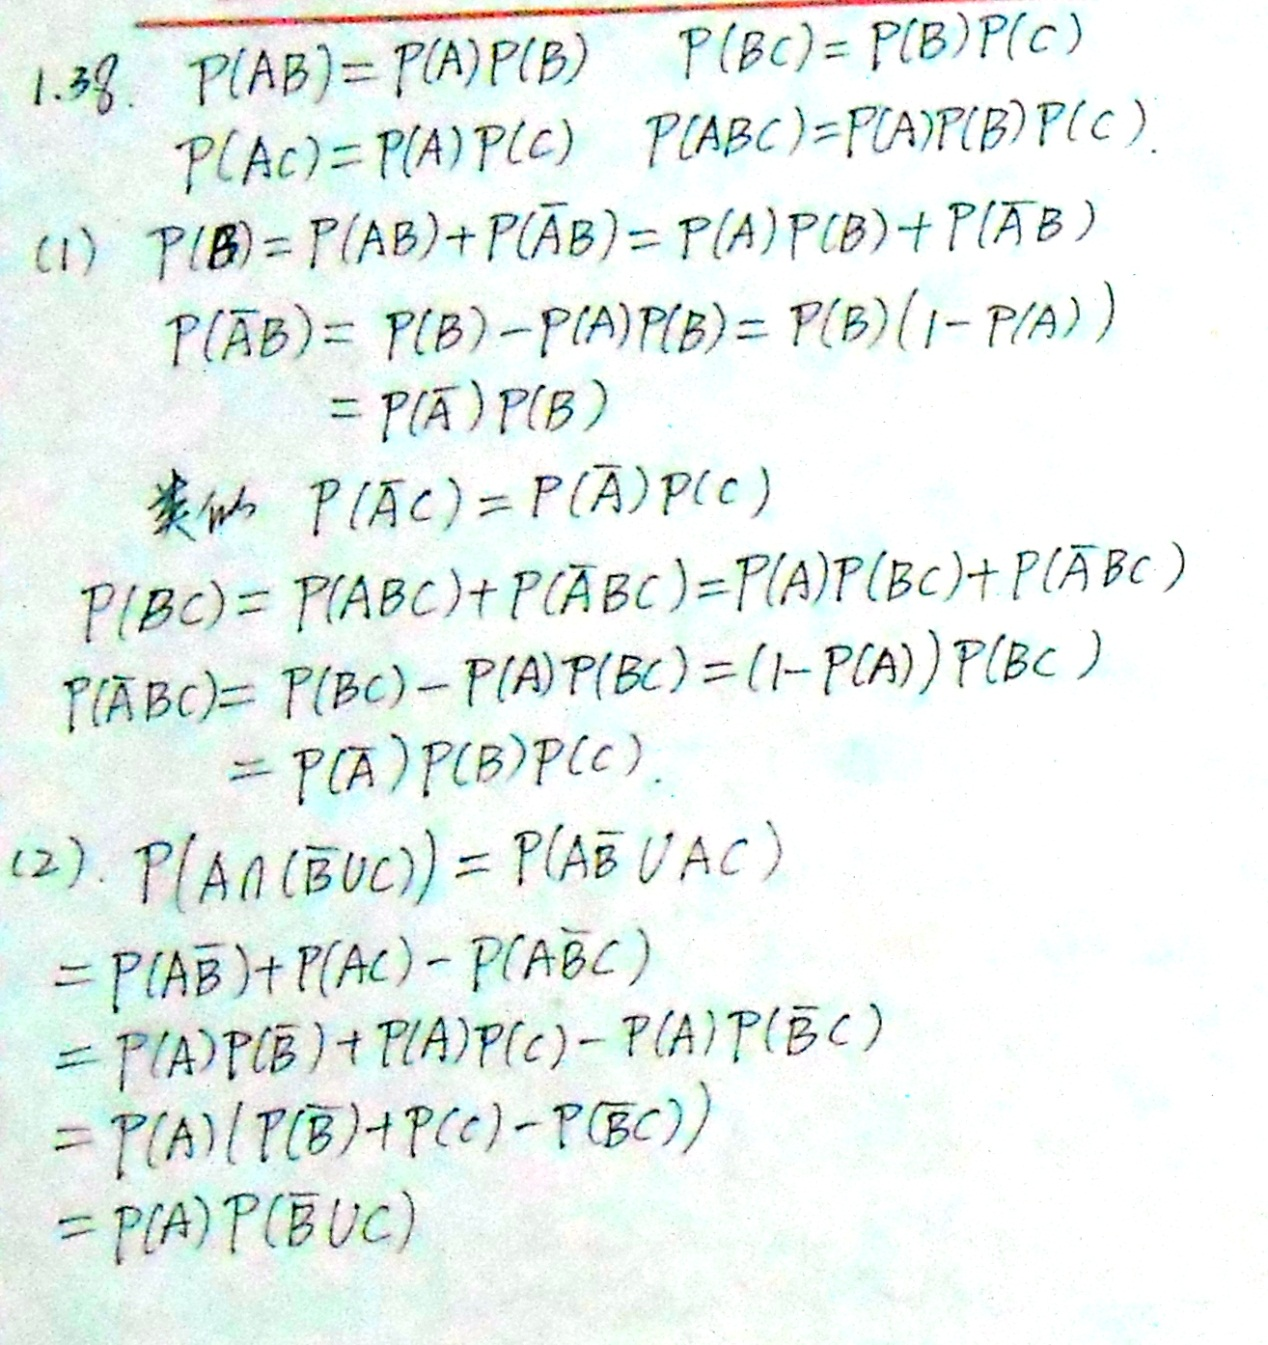 1.38. P(AB)=P(A)P(B) P(BC)=P(B)P(C)
P(AC)=P(A)P(C) P(ABC)=P(A)P(B)P(C).
(1) P(B)=P(AB)+P(ĀB)=P(A)P(B)+P(ĀB)
P(ĀB)=P(B)-P(A)P(B)=P(B)(1-P(A))
=P(Ā)P(B)
类似 P(ĀC)=P(Ā)P(C)
P(BC)=P(ABC)+P(ĀBC)=P(A)P(BC)+P(ĀBC)
P(ĀBC)=P(BC)-P(A)P(BC)=(1-P(A))P(BC)
=P(Ā)P(B)P(C).
(2). P(A∩(B̄∪C))=P(AB̄∪AC)
=P(AB̄)+P(AC)-P(AB̄C)
=P(A)P(B̄)+P(A)P(C)-P(A)P(B̄C)
=P(A)(P(B̄)+P(C)-P(B̄C))
=P(A)P(B̄∪C)